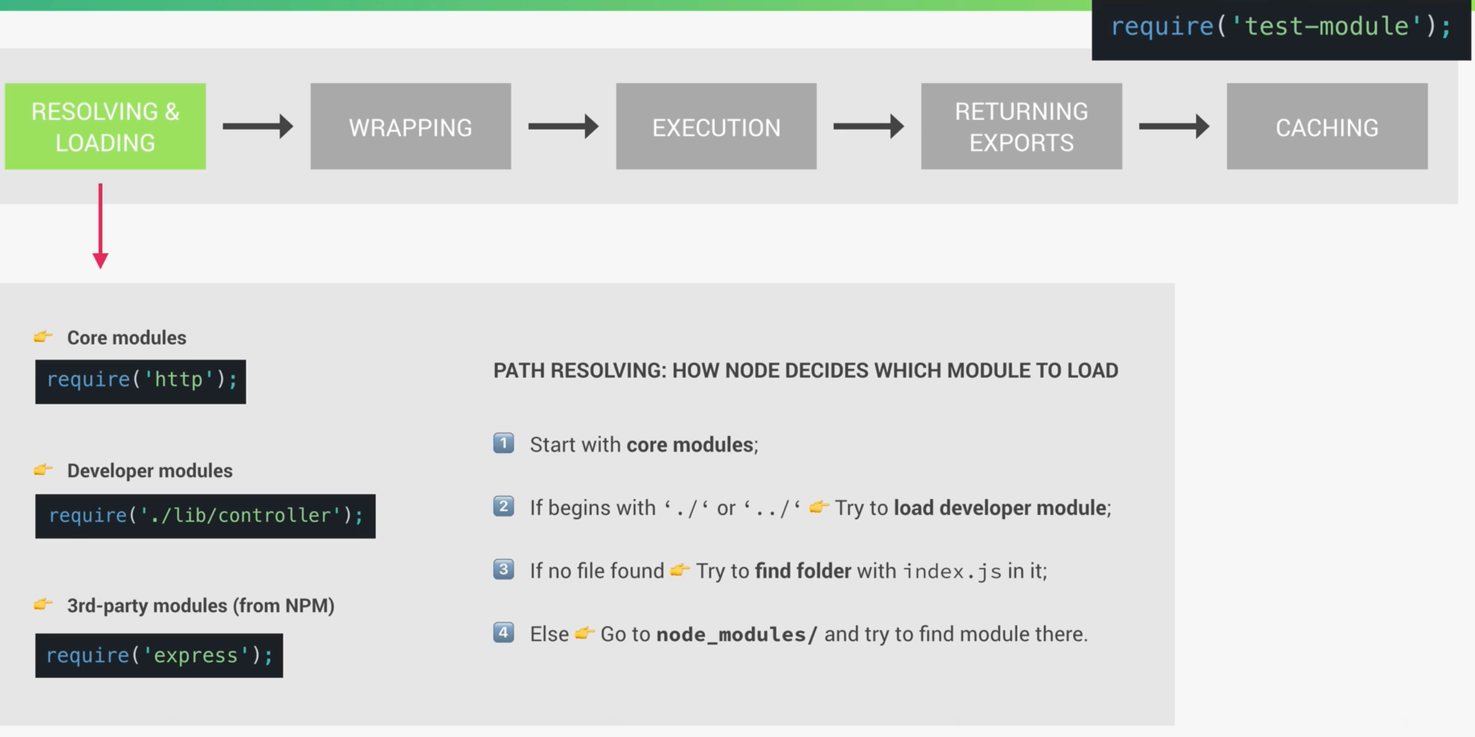 require('test-module');
RESOLVING &
LOADING
WRAPPING
EXECUTION
RETURNING
EXPORTS
CACHING
👉 Core modules
require('http');
👉 Developer modules
require('./lib/controller');
👉 3rd-party modules (from NPM)
require('express');
PATH RESOLVING: HOW NODE DECIDES WHICH MODULE TO LOAD
1 Start with core modules;
2 If begins with ‘./‘ or ‘../‘ 👉 Try to load developer module;
3 If no file found 👉 Try to find folder with index.js in it;
4 Else 👉 Go to node_modules/ and try to find module there.